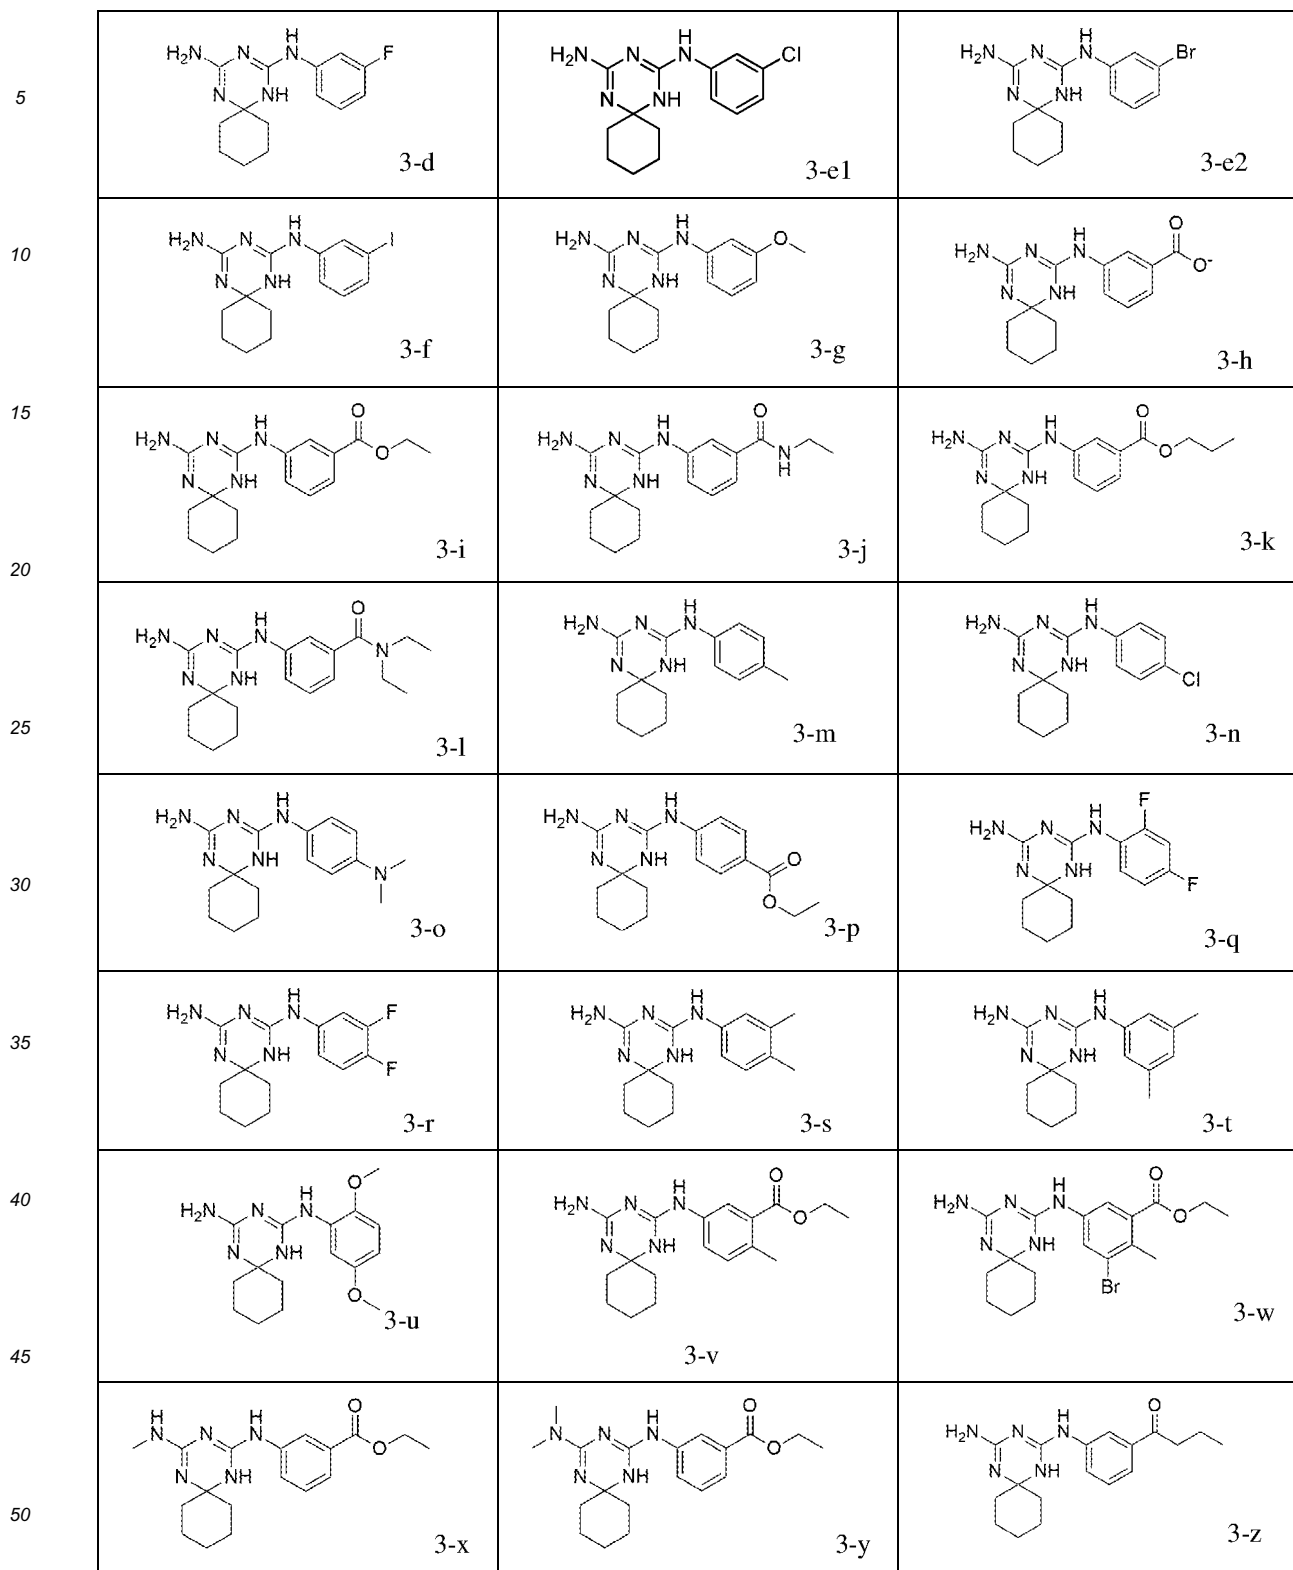 5
H₂N N H N F N NH 3-d
H₂N N H N Cl N NH 3-e1
H₂N N H N Br N NH 3-e2
10
H₂N N H N I N NH 3-f
H₂N N H N O N NH 3-g
H₂N N H N O O⁻ N NH 3-h
15
H₂N N H N O O N NH 3-i
H₂N N H N O N H N NH 3-j
H₂N N H N O O N NH 3-k
20
H₂N N H N O N N NH 3-l
H₂N N H N N NH 3-m
H₂N N H N N NH Cl 3-n
25
H₂N N H N N NH N 3-o
H₂N N H N N NH O O 3-p
H₂N N H N F N NH F 3-q
30
H₂N N H N F N NH F 3-r
H₂N N H N N NH 3-s
H₂N N H N N NH 3-t
35
H₂N N H N O N NH O 3-u
H₂N N H N O O N NH 3-v
H₂N N H N O O N NH Br 3-w
40
45
H N N H N O O N NH 3-x
N N H N O O N NH 3-y
H₂N N H N O N NH 3-z
50